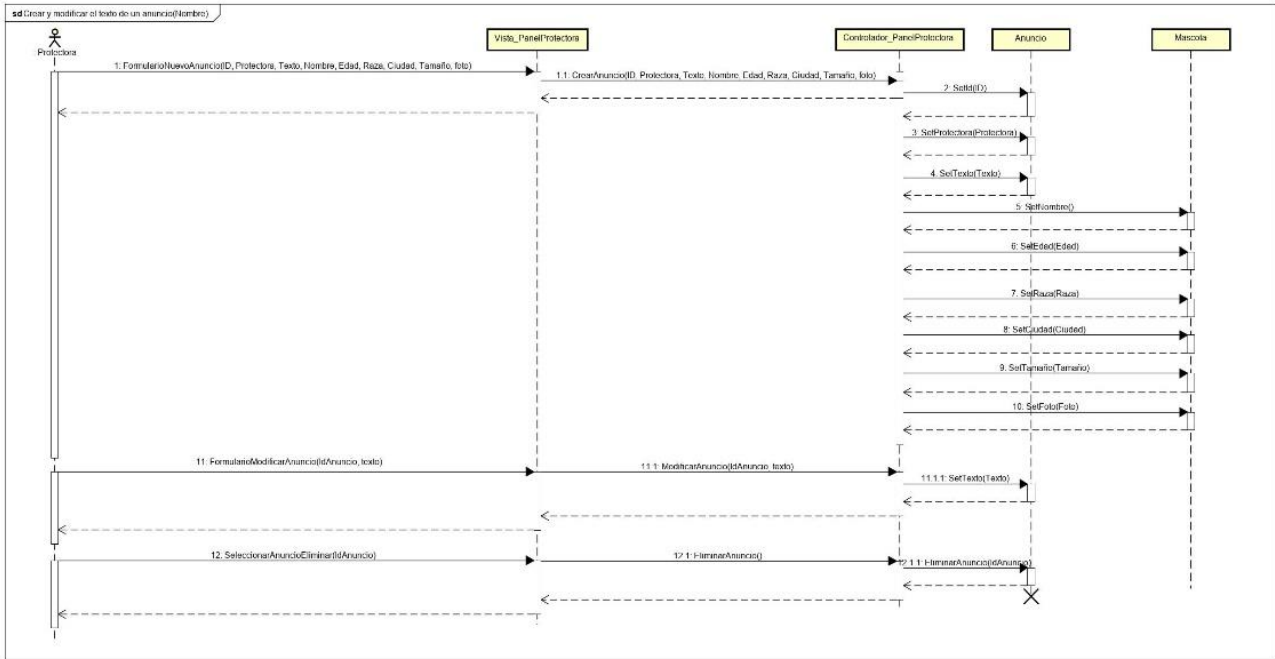 sd Crear y modificar el texto de un anuncio(Nombre)
Protectora
Vista_PanelProtectora
Controlador_PanelProtectora
Anuncio
Mascota
1: FormularioNuevoAnuncio(ID, Protectora, Texto, Nombre, Edad, Raza, Ciudad, Tamaño, foto)
1.1: CrearAnuncio(ID, Protectora, Texto, Nombre, Edad, Raza, Ciudad, Tamaño, foto)
2: SetId(ID)
3: SetProtectora(Protectora)
4: SetTexto(Texto)
5: SetNombre()
6: SetEdad(Edad)
7: SetRaza(Raza)
8: SetCiudad(Ciudad)
9: SetTamaño(Tamaño)
10: SetFoto(Foto)
11: FormularioModificarAnuncio(IdAnuncio, texto)
11.1: ModificarAnuncio(IdAnuncio, texto)
11.1.1: SetTexto(Texto)
12: SeleccionarAnuncioEliminar(IdAnuncio)
12.1: EliminarAnuncio()
12.1.1: EliminarAnuncio(IdAnuncio)